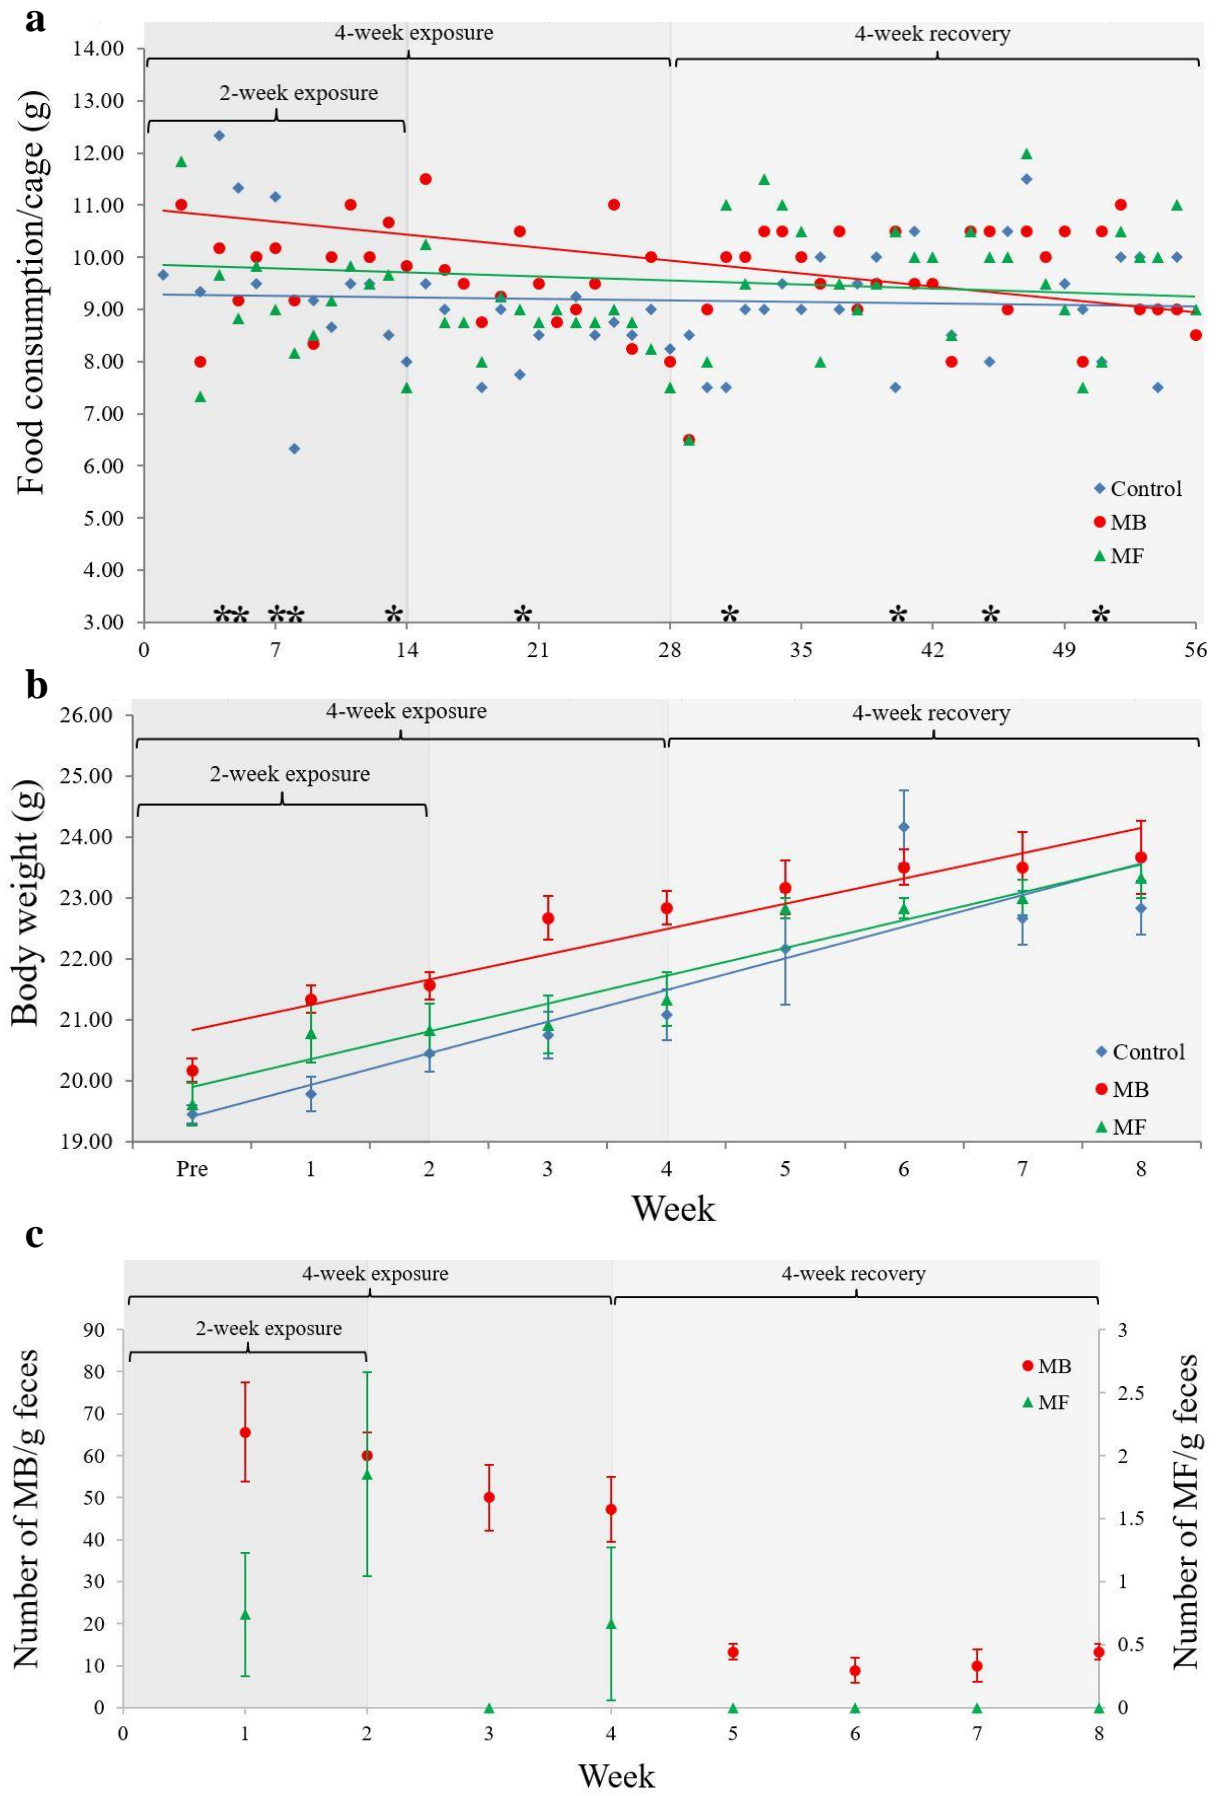 a
4-week exposure
4-week recovery
2-week exposure
Food consumption/cage (g)
14.00
13.00
12.00
11.00
10.00
9.00
8.00
7.00
6.00
5.00
4.00
3.00
Control
MB
MF
* * * * * * * * * *
0 7 14 21 28 35 42 49 56
b
4-week exposure
4-week recovery
2-week exposure
Body weight (g)
26.00
25.00
24.00
23.00
22.00
21.00
20.00
19.00
Control
MB
MF
Pre 1 2 3 4 5 6 7 8
Week
c
4-week exposure
4-week recovery
2-week exposure
Number of MB/g feces
90
80
70
60
50
40
30
20
10
0
MB
MF
3
2.5
2
1.5
1
0.5
0
Number of MF/g feces
0 1 2 3 4 5 6 7 8
Week